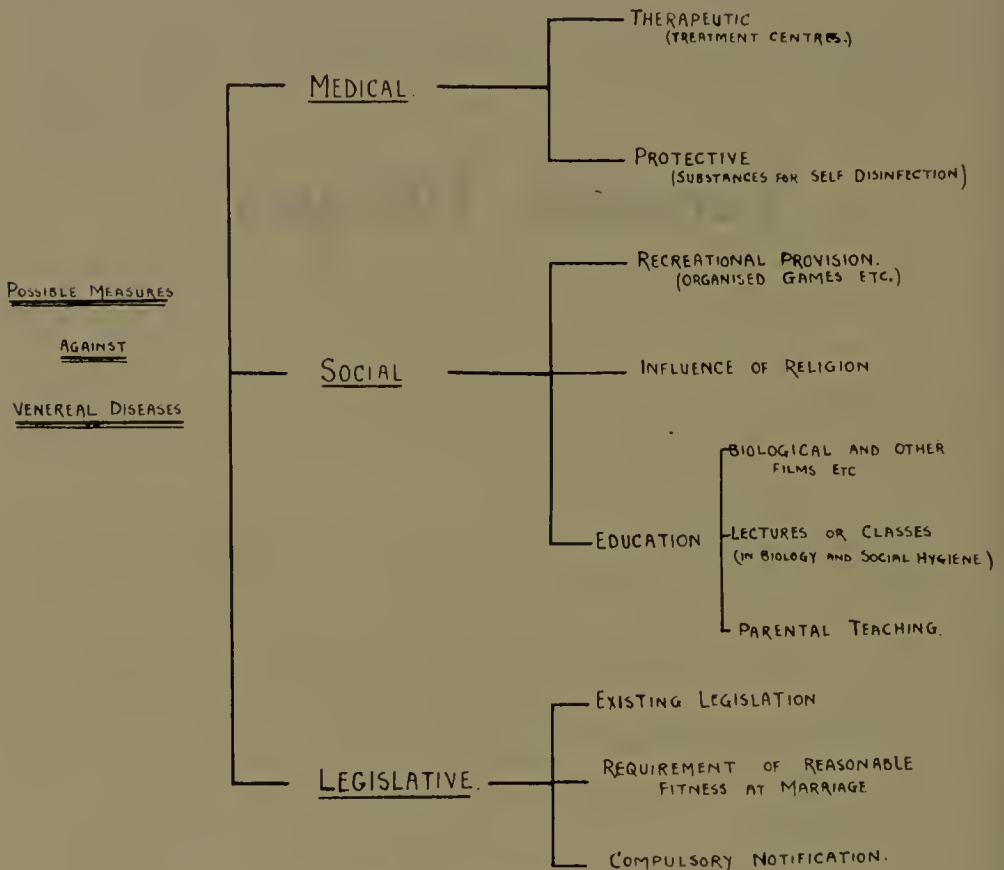 POSSIBLE MEASURES
AGAINST
VENEREAL DISEASES
MEDICAL.
THERAPEUTIC
(TREATMENT CENTRES.)
PROTECTIVE
(SUBSTANCES FOR SELF DISINFECTION)
SOCIAL
RECREATIONAL PROVISION.
(ORGANISED GAMES ETC.)
INFLUENCE OF RELIGION
EDUCATION
BIOLOGICAL AND OTHER
FILMS ETC
LECTURES OR CLASSES
(IN BIOLOGY AND SOCIAL HYGIENE)
PARENTAL TEACHING.
LEGISLATIVE.
EXISTING LEGISLATION
REQUIREMENT OF REASONABLE
FITNESS AT MARRIAGE
COMPULSORY NOTIFICATION.